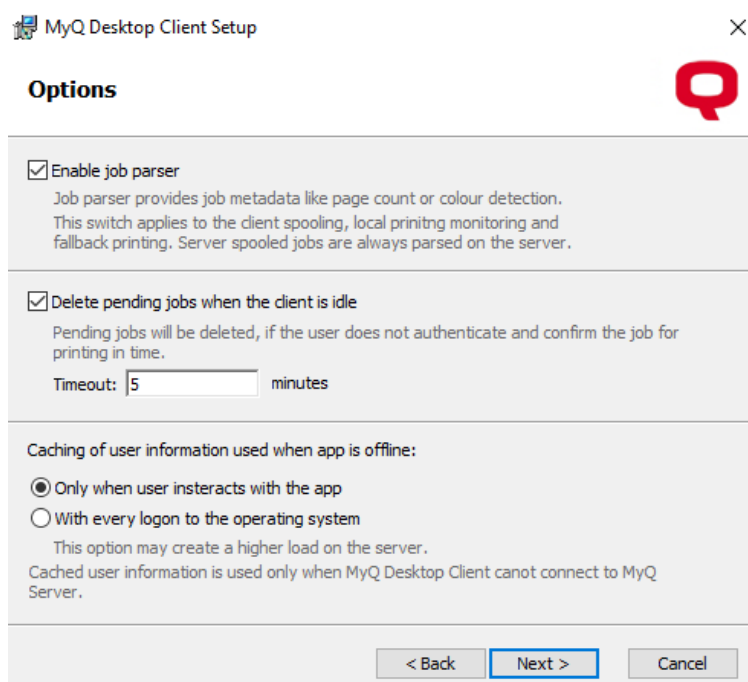 MyQ Desktop Client Setup
Options
Enable job parser
Job parser provides job metadata like page count or colour detection.
This switch applies to the client spooling, local prinitng monitoring and
fallback printing. Server spooled jobs are always parsed on the server.
Delete pending jobs when the client is idle
Pending jobs will be deleted, if the user does not authenticate and confirm the job for
printing in time.
Timeout: 5 minutes
Caching of user information used when app is offline:
Only when user insteracts with the app
With every logon to the operating system
This option may create a higher load on the server.
Cached user information is used only when MyQ Desktop Client canot connect to MyQ
Server.
< Back Next > Cancel